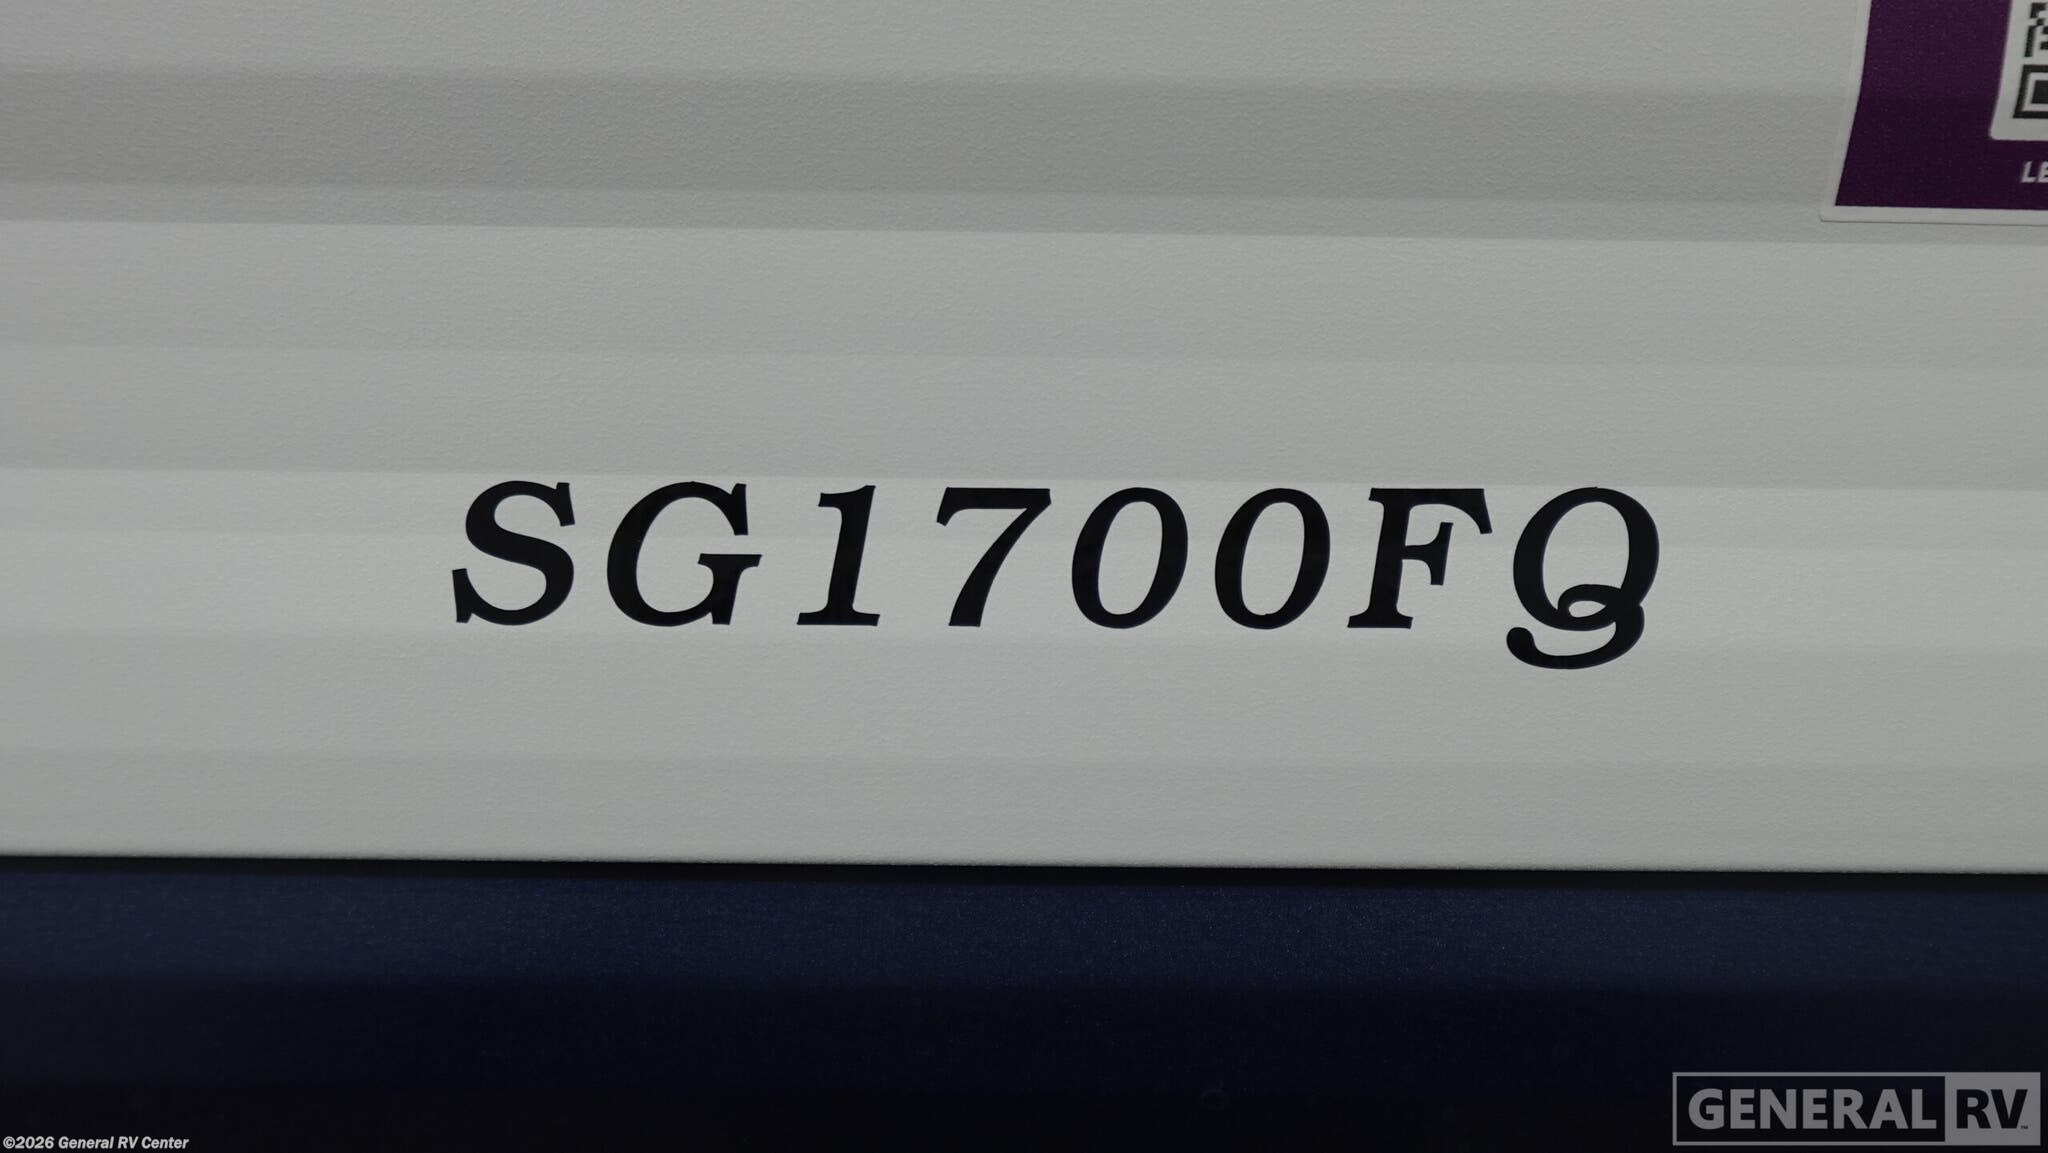 SG1700FQ
GENERAL RV
©2026 General RV Center